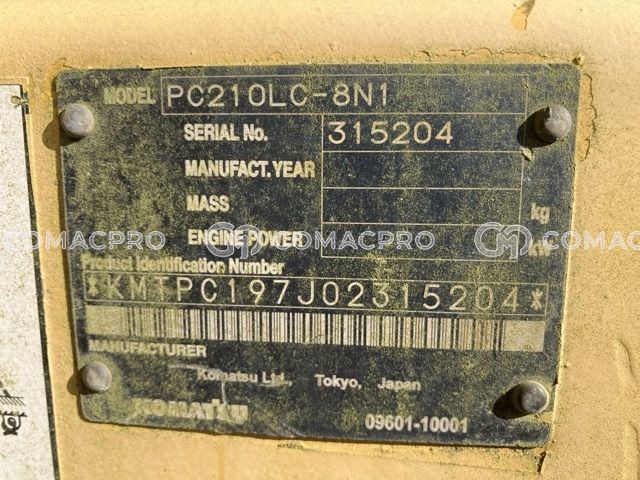 MODEL PC210LC-8N1
SERIAL No. 315204
MANUFACT. YEAR
MASS kg
ENGINE POWER kW
COMACPRO COMACPRO COMACPRO
Product Identification Number
*KMTPC197J02315204*
MANUFACTURER
Komatsu Ltd., Tokyo, Japan
KOMATSU 09601-10001